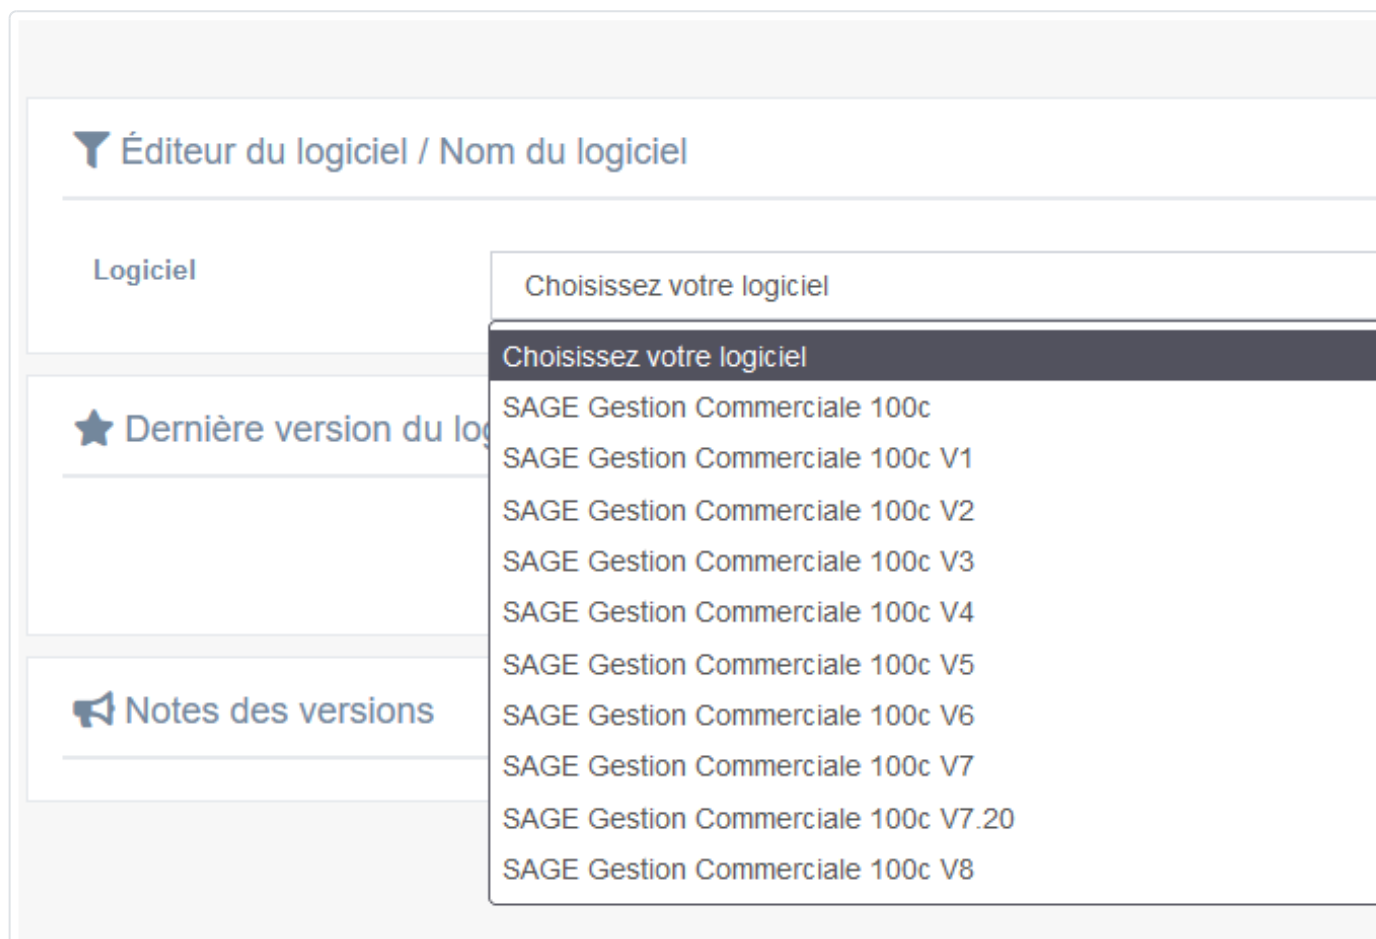 Éditeur du logiciel / Nom du logiciel
Logiciel
Choisissez votre logiciel
Choisissez votre logiciel
SAGE Gestion Commerciale 100c
SAGE Gestion Commerciale 100c V1
SAGE Gestion Commerciale 100c V2
SAGE Gestion Commerciale 100c V3
SAGE Gestion Commerciale 100c V4
SAGE Gestion Commerciale 100c V5
SAGE Gestion Commerciale 100c V6
SAGE Gestion Commerciale 100c V7
SAGE Gestion Commerciale 100c V7.20
SAGE Gestion Commerciale 100c V8
Dernière version du
Notes des versions